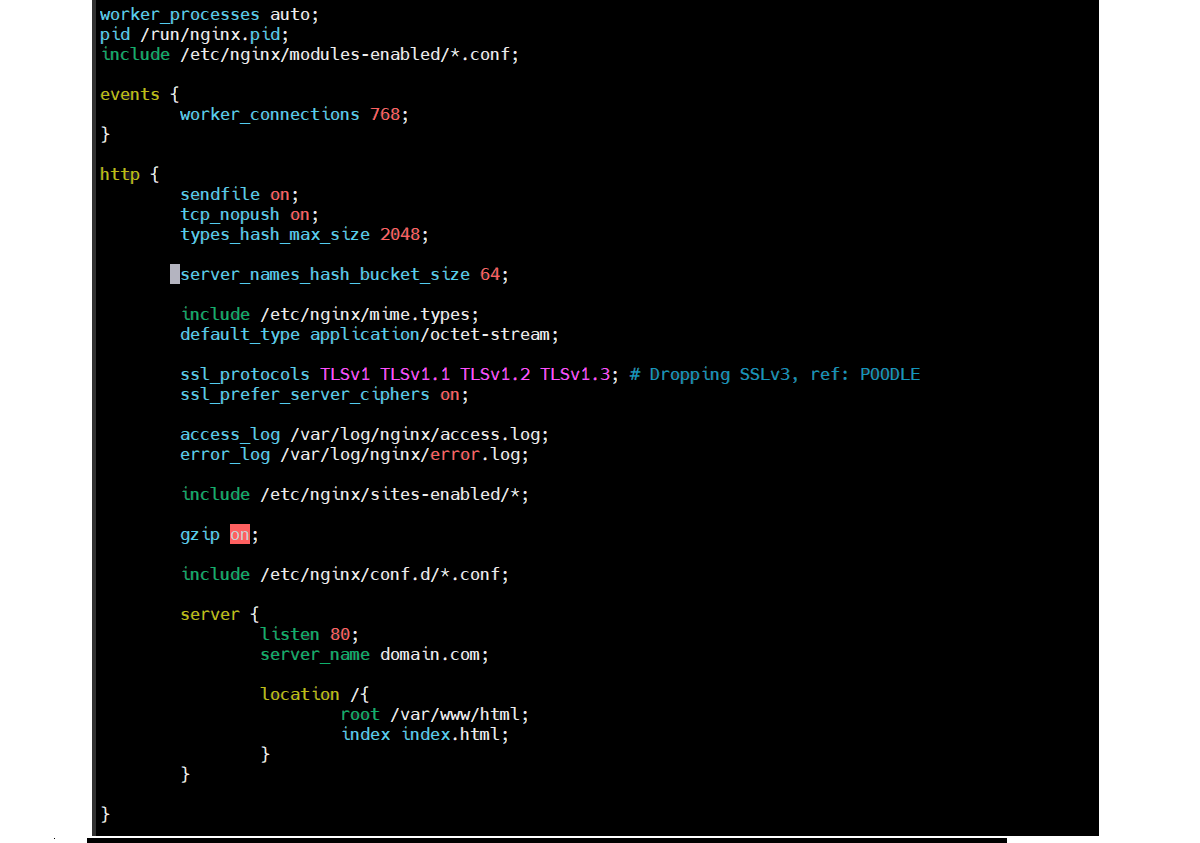 worker_processes auto;
pid /run/nginx.pid;
include /etc/nginx/modules-enabled/*.conf;
events {
worker_connections 768;
}
http {
sendfile on;
tcp_nopush on;
types_hash_max_size 2048;
server_names_hash_bucket_size 64;
include /etc/nginx/mime.types;
default_type application/octet-stream;
ssl_protocols TLSv1 TLSv1.1 TLSv1.2 TLSv1.3; # Dropping SSLv3, ref: POODLE
ssl_prefer_server_ciphers on;
access_log /var/log/nginx/access.log;
error_log /var/log/nginx/error.log;
include /etc/nginx/sites-enabled/*;
gzip on;
include /etc/nginx/conf.d/*.conf;
server {
listen 80;
server_name domain.com;
location /{
root /var/www/html;
index index.html;
}
}
}